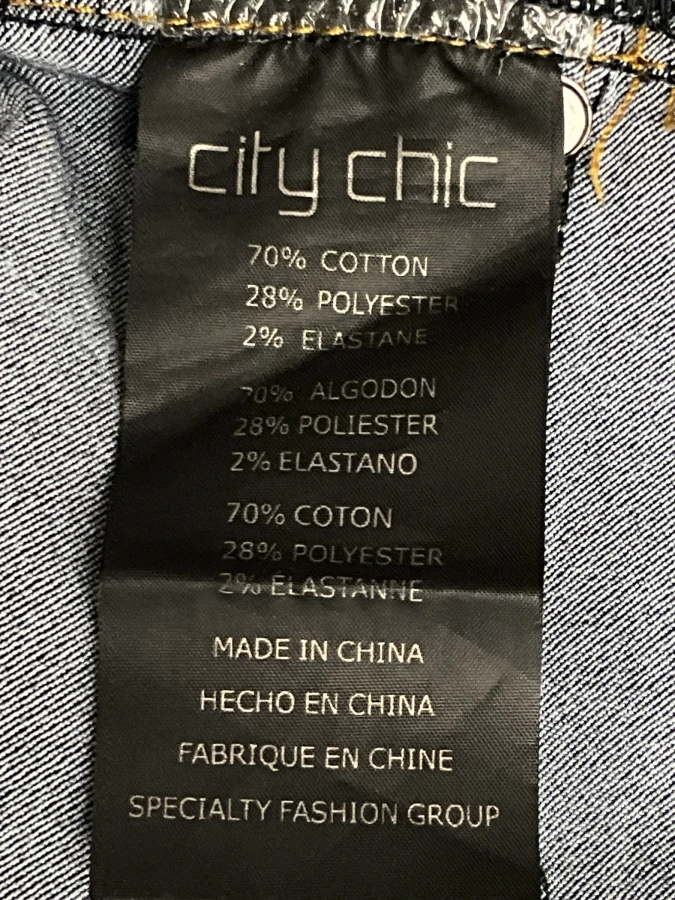 city chic
70% COTTON
28% POLYESTER
2% ELASTANE
70% ALGODON
28% POLIESTER
2% ELASTANO
70% COTON
28% POLYESTER
2% ÉLASTANNE
MADE IN CHINA
HECHO EN CHINA
FABRIQUE EN CHINE
SPECIALTY FASHION GROUP